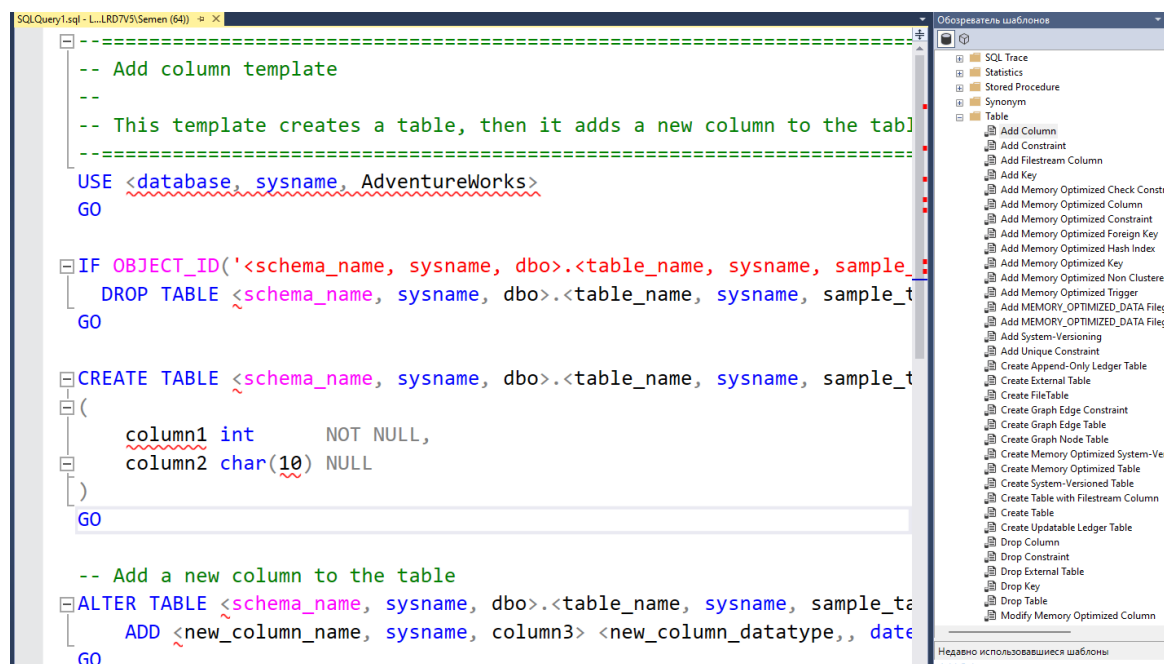 SQLQuery1.sql - L...LRD7V5\Semen (64))
--====================================================================
-- Add column template
--
-- This template creates a table, then it adds a new column to the tabl
--====================================================================
USE <database, sysname, AdventureWorks>
GO
IF OBJECT_ID('<schema_name, sysname, dbo>.<table_name, sysname, sample_
DROP TABLE <schema_name, sysname, dbo>.<table_name, sysname, sample_t
GO
CREATE TABLE <schema_name, sysname, dbo>.<table_name, sysname, sample_t
(
column1 int      NOT NULL,
column2 char(10) NULL
)
GO
-- Add a new column to the table
ALTER TABLE <schema_name, sysname, dbo>.<table_name, sysname, sample_ta
ADD <new_column_name, sysname, column3> <new_column_datatype,, date
GO
Обозреватель шаблонов
SQL Trace
Statistics
Stored Procedure
Synonym
Table
Add Column
Add Constraint
Add Filestream Column
Add Key
Add Memory Optimized Check Constr
Add Memory Optimized Column
Add Memory Optimized Constraint
Add Memory Optimized Foreign Key
Add Memory Optimized Hash Index
Add Memory Optimized Key
Add Memory Optimized Non Clustere
Add Memory Optimized Trigger
Add MEMORY_OPTIMIZED_DATA Fileg
Add MEMORY_OPTIMIZED_DATA Fileg
Add System-Versioning
Add Unique Constraint
Create Append-Only Ledger Table
Create External Table
Create FileTable
Create Graph Edge Constraint
Create Graph Edge Table
Create Graph Node Table
Create Memory Optimized System-Ve
Create Memory Optimized Table
Create System-Versioned Table
Create Table with Filestream Column
Create Table
Create Updatable Ledger Table
Drop Column
Drop Constraint
Drop External Table
Drop Key
Drop Table
Modify Memory Optimized Column
Недавно использовавшиеся шаблоны